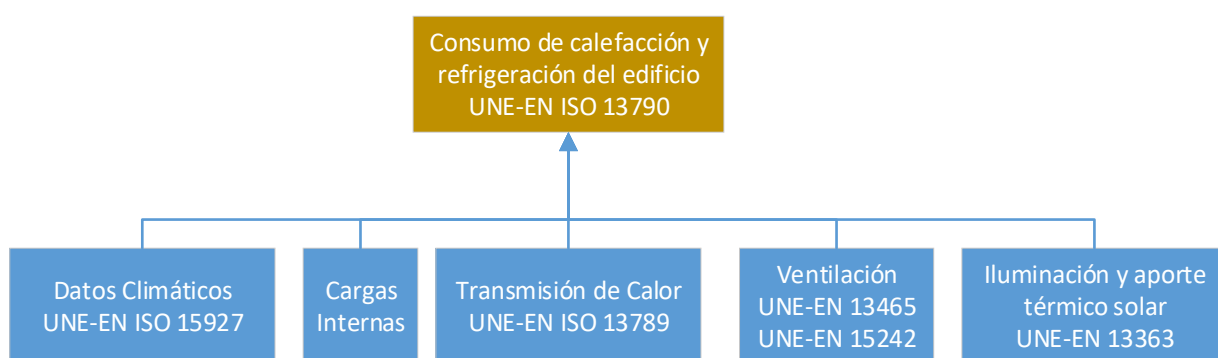 Consumo de calefacción y
refrigeración del edificio
UNE-EN ISO 13790
Datos Climáticos
UNE-EN ISO 15927
Cargas
Internas
Transmisión de Calor
UNE-EN ISO 13789
Ventilación
UNE-EN 13465
UNE-EN 15242
Iluminación y aporte
térmico solar
UNE-EN 13363